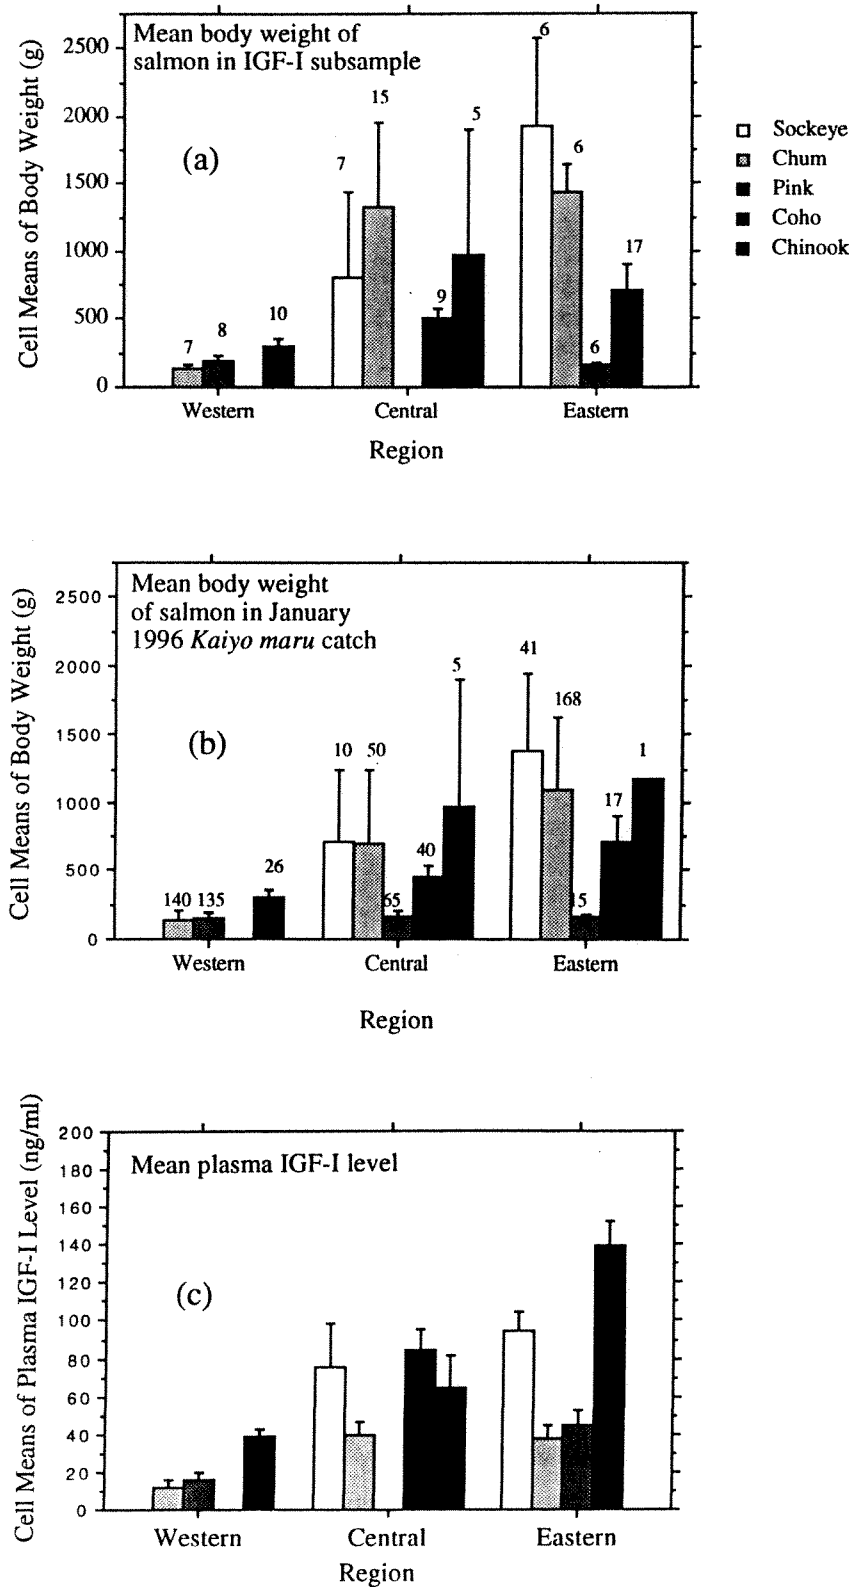 Mean body weight of
salmon in IGF-I subsample
(a)
Cell Means of Body Weight (g)
2500
2000
1500
1000
500
0
7
8
10
7
15
9
5
6
6
6
17
Western
Central
Eastern
Region
Sockeye
Chum
Pink
Coho
Chinook
Mean body weight
of salmon in January
1996 Kaiyo maru catch
(b)
Cell Means of Body Weight (g)
2500
2000
1500
1000
500
0
140
135
26
10
50
65
40
5
41
168
15
17
1
Western
Central
Eastern
Region
Mean plasma IGF-I level
(c)
Cell Means of Plasma IGF-I Level (ng/ml)
200
180
160
140
120
100
80
60
40
20
0
Western
Central
Eastern
Region